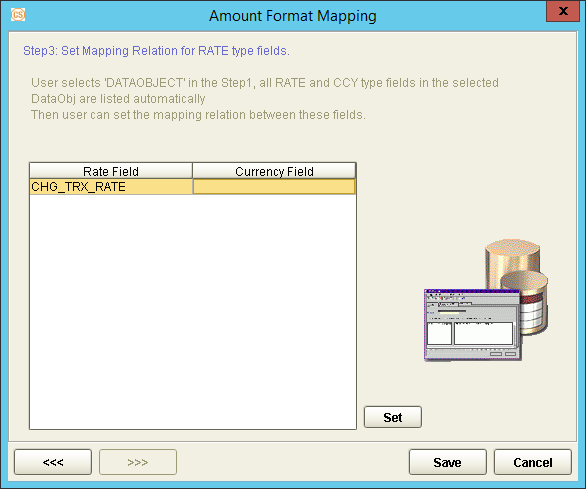 CS
Amount Format Mapping
X
Step3: Set Mapping Relation for RATE type fields.
User selects 'DATAOBJECT' in the Step1, all RATE and CCY type fields in the selected
DataObj are listed automatically
Then user can set the mapping relation between these fields.
Rate Field Currency Field
CHG_TRX_RATE
Set
<<< >>> Save Cancel